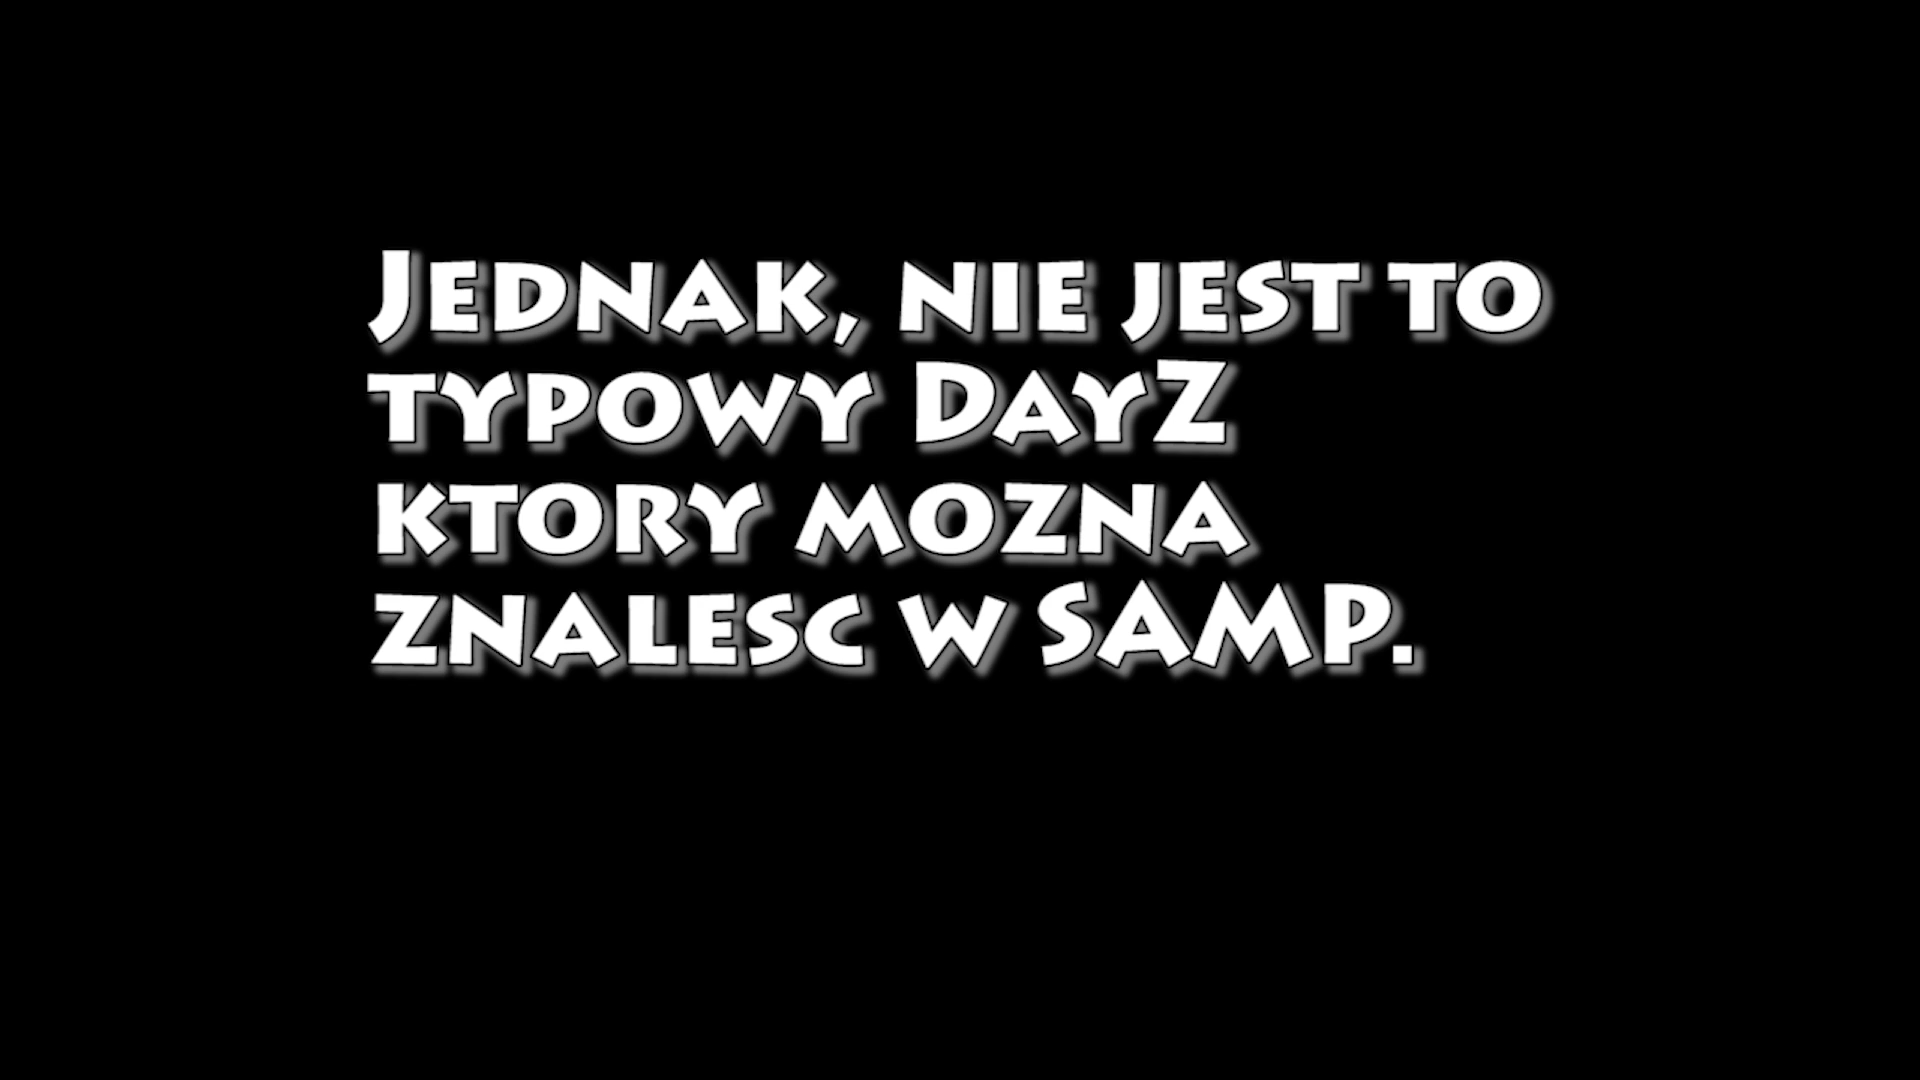 Jednak, nie jest to
typowy DayZ
ktory mozna
znalesc w SAMP.